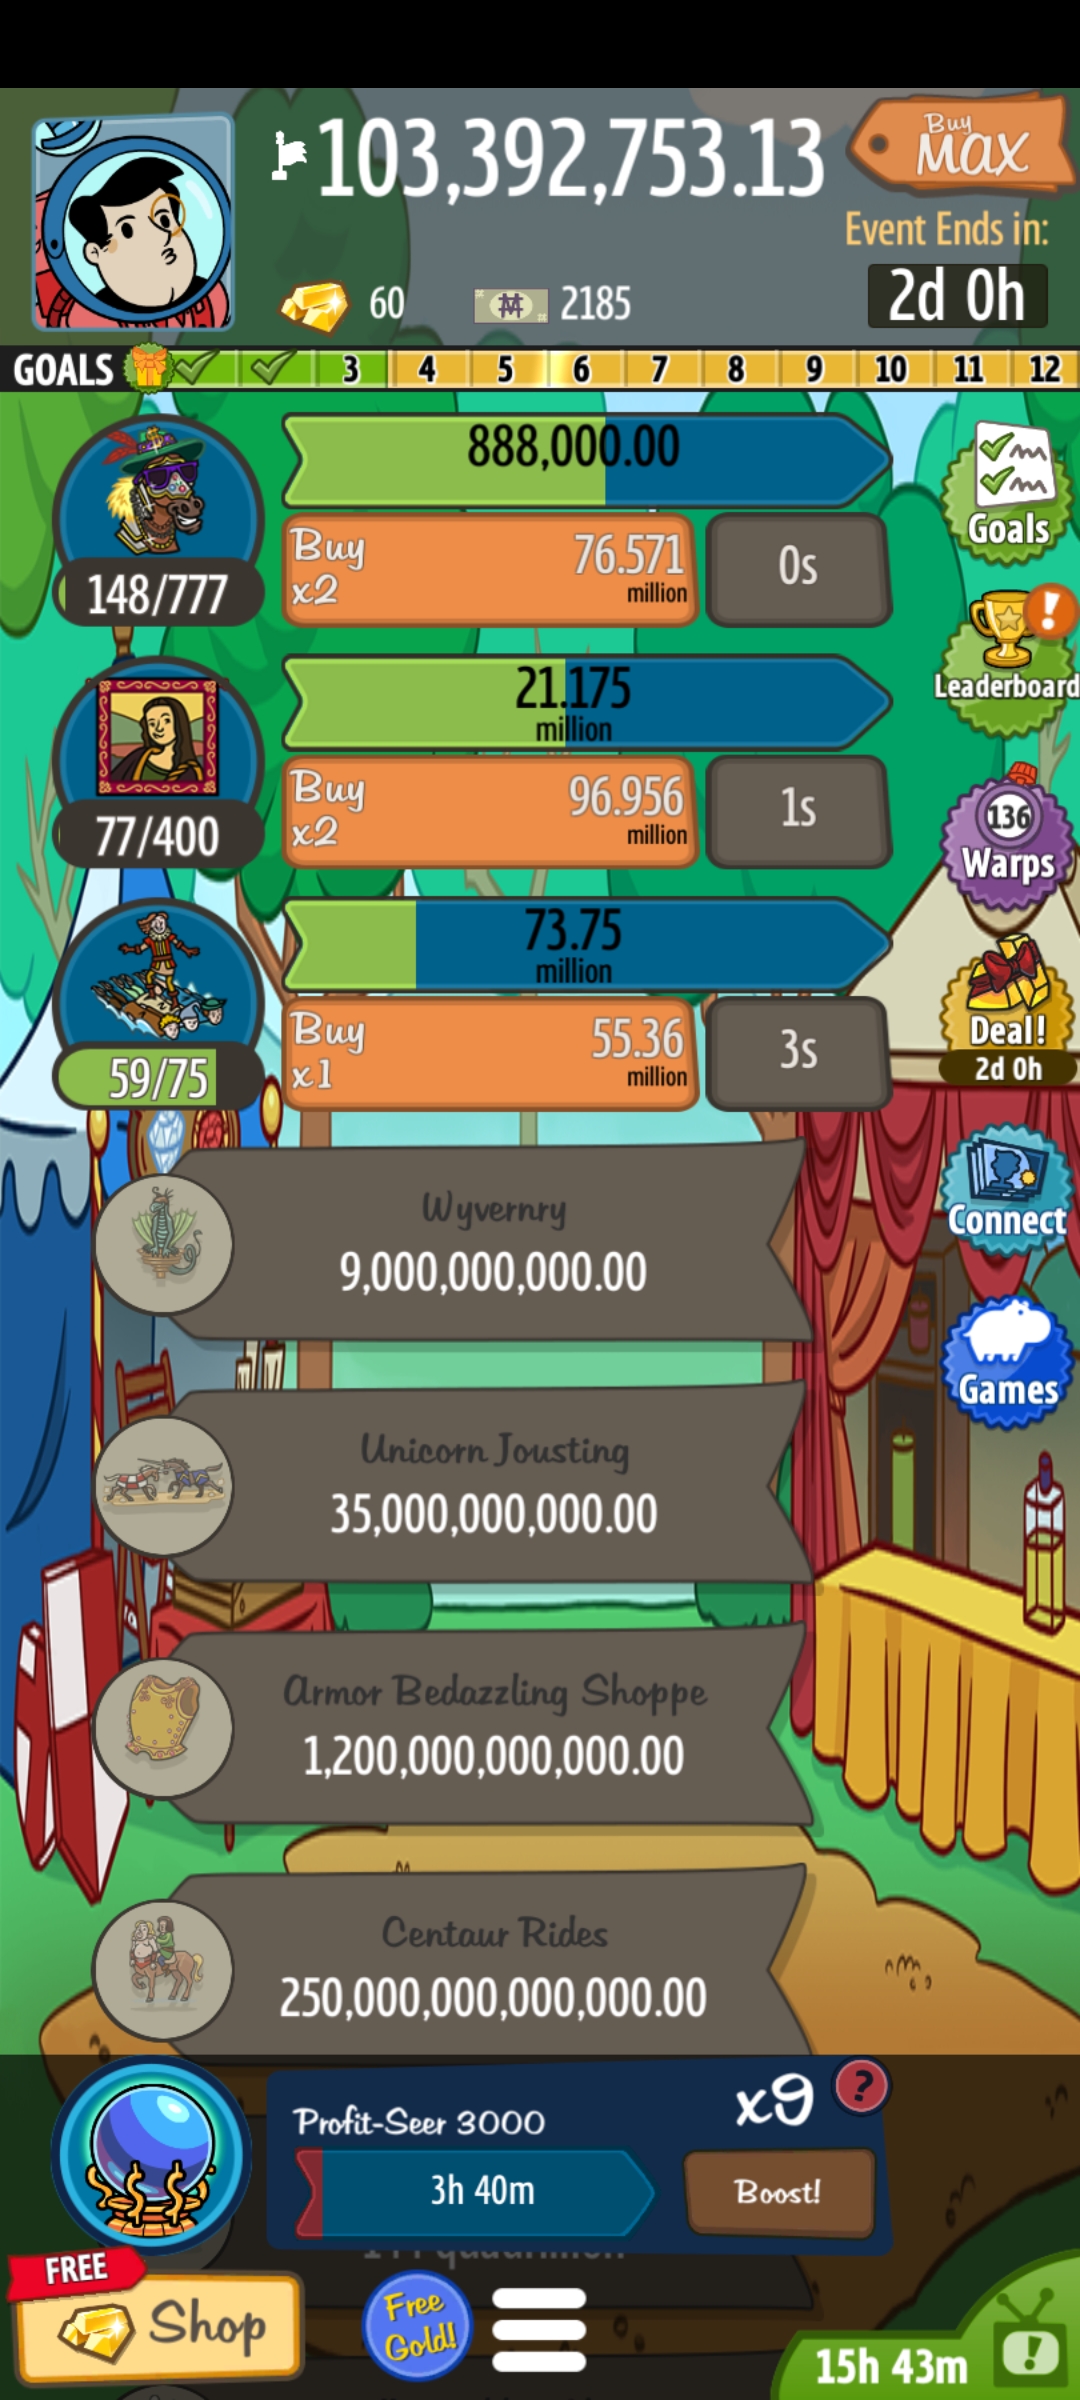 103,392,753.13
Buy
MAX
Event Ends in:
60
2185
2d 0h
GOALS 3 4 5 6 7 8 9 10 11 12
888,000.00
Buy
x2
76.571
million
0s
148/777
Goals
21.175
million
Leaderboard
Buy
x2
96.956
million
1s
77/400
136
Warps
73.75
million
Buy
x1
55.36
million
3s
59/75
Deal!
2d 0h
Wyvernry
9,000,000,000.00
Connect
Unicorn Jousting
35,000,000,000.00
Games
Armor Bedazzling Shoppe
1,200,000,000,000.00
Centaur Rides
250,000,000,000,000.00
Profit-Seer 3000
x9
?
3h 40m
Boost!
FREE
Shop
Free
Gold!
15h 43m